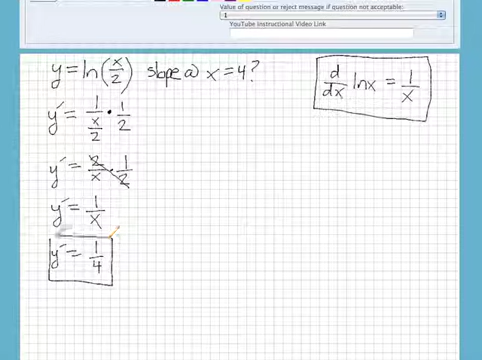 Value of question or reject message if question not acceptable.
1
YouTube Instructional Video Link
y = ln(x/2) slope @ x = 4?
d/dx lnx = 1/x
y′ = 1/(x/2) • 1/2
y′ = 2/x • 1/2
y′ = 1/x
y′ = 1/4